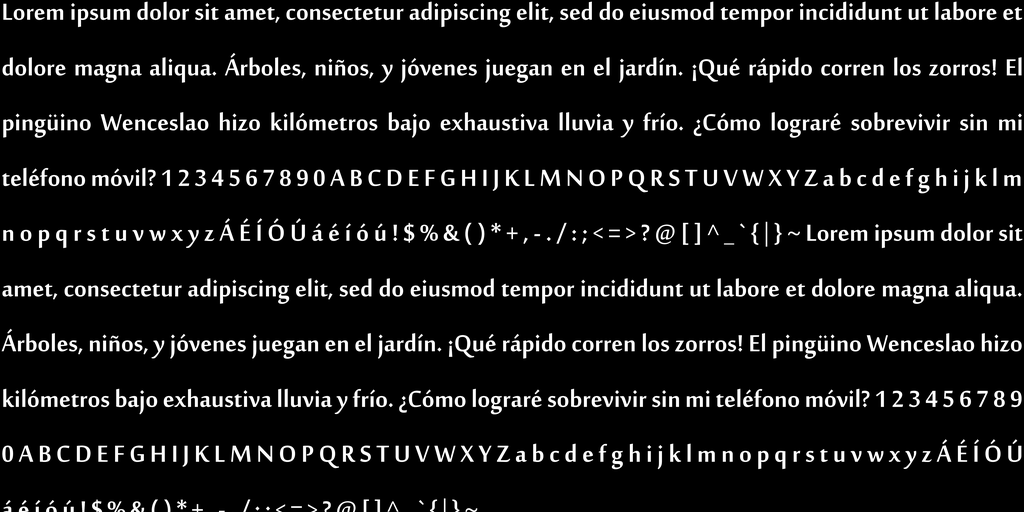 Lorem ipsum dolor sit amet, consectetur adipiscing elit, sed do eiusmod tempor incididunt ut labore et
dolore magna aliqua. Árboles, niños, y jóvenes juegan en el jardín. ¡Qué rápido corren los zorros! El
pingüino Wenceslao hizo kilómetros bajo exhaustiva lluvia y frío. ¿Cómo lograré sobrevivir sin mi
teléfono móvil? 1 2 3 4 5 6 7 8 9 0 A B C D E F G H I J K L M N O P Q R S T U V W X Y Z a b c d e f g h i j k l m
n o p q r s t u v w x y z Á É Í Ó Ú á é í ó ú ! $ % & ( ) * + , - . / : ; < = > ? @ [ ] ^ _ ` { | } ~ Lorem ipsum dolor sit
amet, consectetur adipiscing elit, sed do eiusmod tempor incididunt ut labore et dolore magna aliqua.
Árboles, niños, y jóvenes juegan en el jardín. ¡Qué rápido corren los zorros! El pingüino Wenceslao hizo
kilómetros bajo exhaustiva lluvia y frío. ¿Cómo lograré sobrevivir sin mi teléfono móvil? 1 2 3 4 5 6 7 8 9
0 A B C D E F G H I J K L M N O P Q R S T U V W X Y Z a b c d e f g h i j k l m n o p q r s t u v w x y z Á É Í Ó Ú
á é í ó ú ! $ % & ( ) * + - / : ; < = > ? @ [ ] ^ ` { | } ~